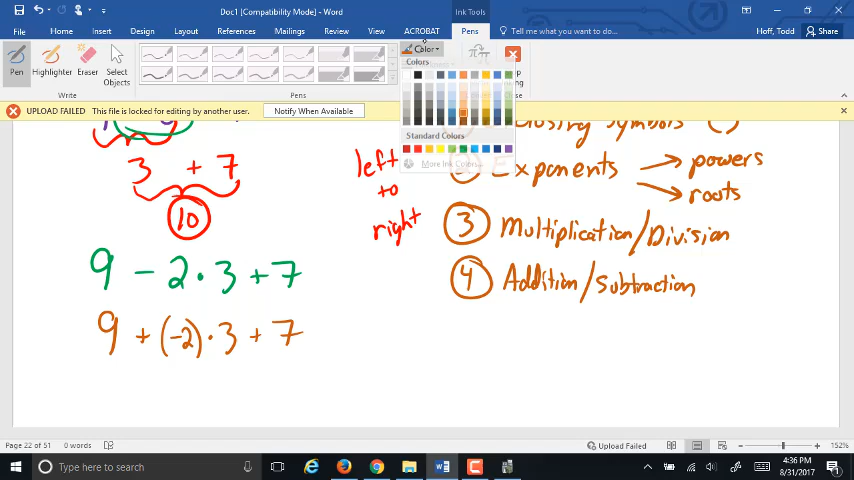 Doc1 [Compatibility Mode] - Word
Ink Tools
Hoff, Todd
File Home Insert Design Layout References Mailings Review View ACROBAT Pens Tell me what you want to do... Share
Pen Highlighter Eraser Select Objects
Color
Write
Pens
Colors
UPLOAD FAILED This file is locked for editing by another user. Notify When Available
Standard Colors
More Ink Colors...
3 + 7
10
left
to
right
Symbols ( )
Exponents → powers
→ roots
3 Multiplication/Division
4 Addition/Subtraction
9 - 2 · 3 + 7
9 + (-2) · 3 + 7
Page 22 of 51 0 words
Upload Failed
152%
Type here to search
4:36 PM
8/31/2017